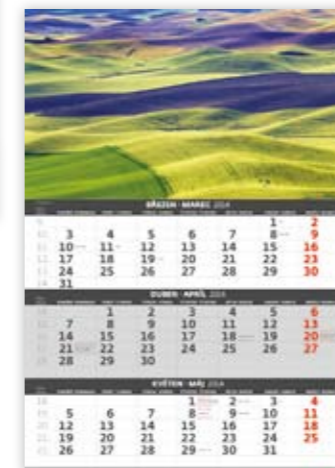 BŘEZEN · MAREC 2014
1 2
3 4 5 6 7 8 9
10 11 12 13 14 15 16
17 18 19 20 21 22 23
24 25 26 27 28 29 30
31
DUBEN · APRÍL 2014
1 2 3 4 5 6
7 8 9 10 11 12 13
14 15 16 17 18 19 20
21 22 23 24 25 26 27
28 29 30
KVĚTEN · MÁJ 2014
1 2 3 4
5 6 7 8 9 10 11
12 13 14 15 16 17 18
19 20 21 22 23 24 25
26 27 28 29 30 31